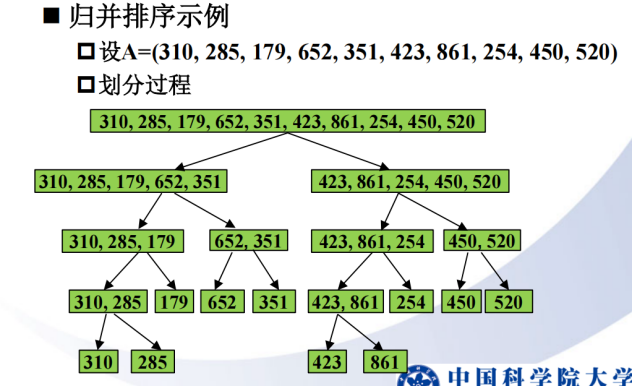 归并排序示例
设A=(310, 285, 179, 652, 351, 423, 861, 254, 450, 520)
划分过程
310, 285, 179, 652, 351, 423, 861, 254, 450, 520
310, 285, 179, 652, 351 423, 861, 254, 450, 520
310, 285, 179 652, 351 423, 861, 254 450, 520
310, 285 179 652 351 423, 861 254 450 520
310 285 423 861
中国科学院大学